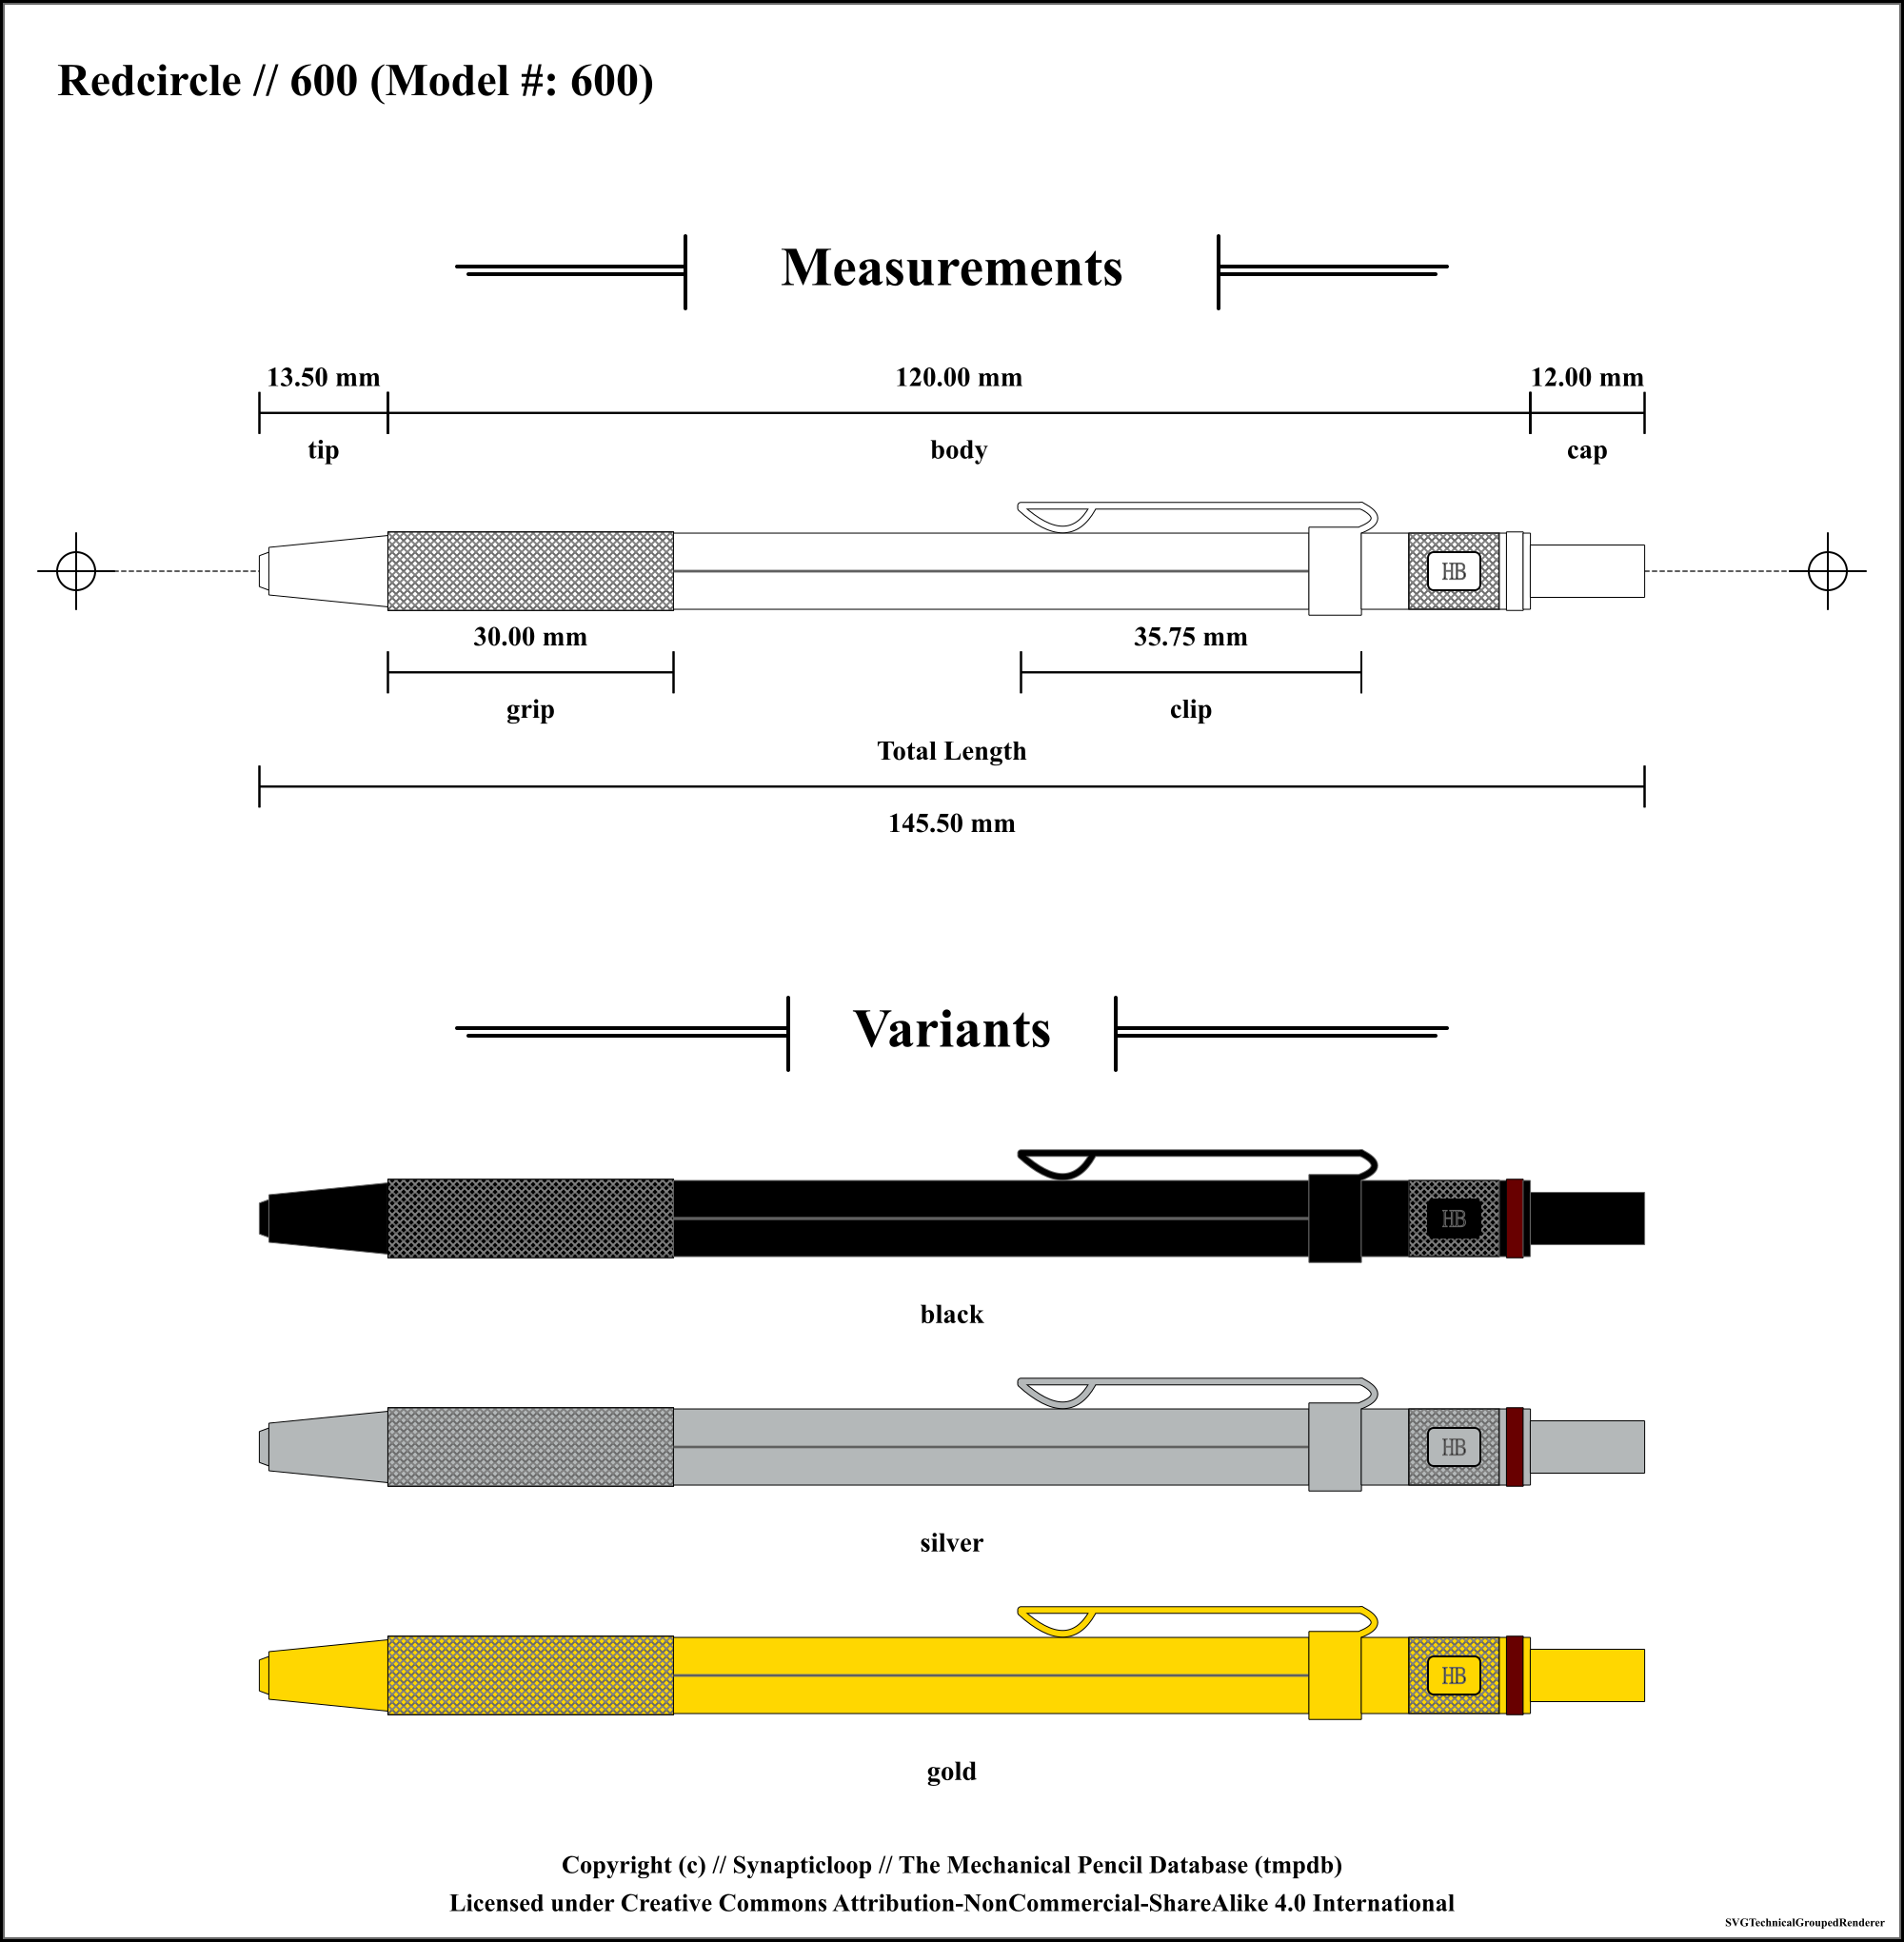 Redcircle // 600 (Model #: 600)
Measurements
13.50 mm 120.00 mm 12.00 mm
tip body cap
HB
30.00 mm 35.75 mm
grip clip
Total Length
145.50 mm
Variants
HB
black
HB
silver
HB
gold
Copyright (c) // Synapticloop // The Mechanical Pencil Database (tmpdb)
Licensed under Creative Commons Attribution-NonCommercial-ShareAlike 4.0 International
SVGTechnicalGroupedRenderer